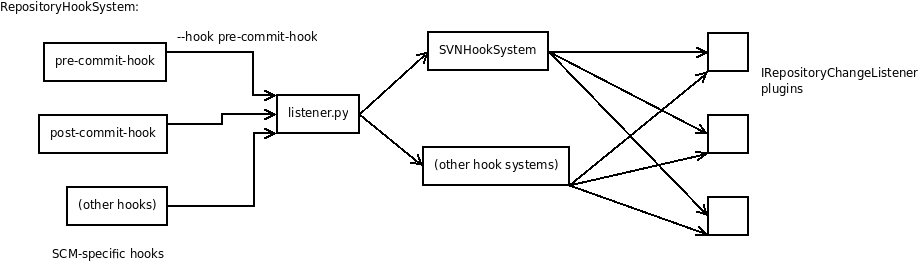 RepositoryHookSystem:
--hook pre-commit-hook
pre-commit-hook
SVNHookSystem
IRepositoryChangeListener
plugins
listener.py
post-commit-hook
(other hook systems)
(other hooks)
SCM-specific hooks